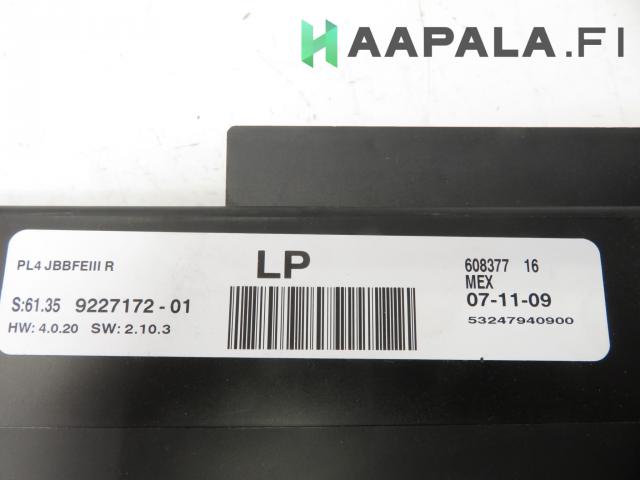 HAAPALA.FI
PL4 JBBFEIII R
LP
608377 16
MEX
S:61.35 9227172-01
07-11-09
HW: 4.0.20 SW: 2.10.3
53247940900